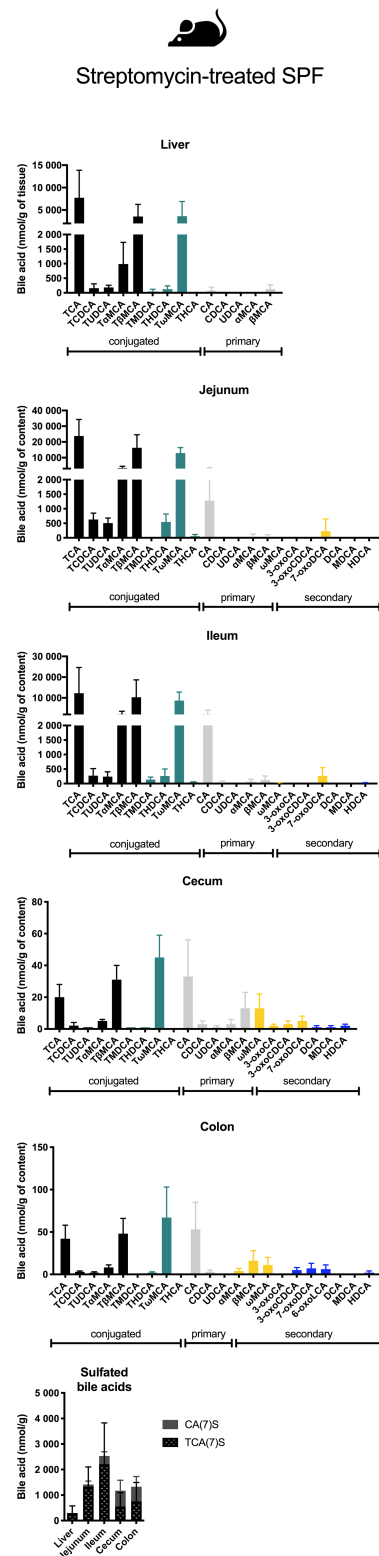 Streptomycin-treated SPF
Liver
Bile acid (nmol/g of tissue)
15 000
10 000
5 000
2 000
1 500
1 000
500
0
TCA
TCDCA
TUDCA
TαMCA
TβMCA
TMDCA
THDCA
TωMCA
THCA
CA
CDCA
UDCA
αMCA
βMCA
conjugated
primary
Jejunum
Bile acid (nmol/g of content)
40 000
30 000
20 000
10 000
2 000
1 500
1 000
500
0
TCA
TCDCA
TUDCA
TαMCA
TβMCA
TMDCA
THDCA
TωMCA
THCA
CA
CDCA
UDCA
αMCA
βMCA
ωMCA
3-oxoCA
3-oxoCDCA
7-oxoDCA
DCA
MDCA
HDCA
conjugated
primary
secondary
Ileum
Bile acid (nmol/g of content)
30 000
20 000
10 000
2 000
1 500
1 000
500
0
TCA
TCDCA
TUDCA
TαMCA
TβMCA
TMDCA
THDCA
TωMCA
THCA
CA
CDCA
UDCA
αMCA
βMCA
ωMCA
3-oxoCA
3-oxoCDCA
7-oxoDCA
DCA
MDCA
HDCA
conjugated
primary
secondary
Cecum
Bile acid (nmol/g of content)
80
60
40
20
0
TCA
TCDCA
TUDCA
TαMCA
TβMCA
TMDCA
THDCA
TωMCA
THCA
CA
CDCA
UDCA
αMCA
βMCA
ωMCA
3-oxoCA
3-oxoCDCA
7-oxoDCA
DCA
MDCA
HDCA
conjugated
primary
secondary
Colon
Bile acid (nmol/g of content)
150
100
50
0
TCA
TCDCA
TUDCA
TαMCA
TβMCA
TMDCA
THDCA
TωMCA
THCA
CA
CDCA
UDCA
αMCA
βMCA
ωMCA
3-oxoCA
3-oxoCDCA
7-oxoDCA
6-oxoLCA
DCA
MDCA
HDCA
conjugated
primary
secondary
Sulfated
bile acids
Bile acid (nmol/g)
5 000
4 000
3 000
2 000
1 000
0
Liver
Jejunum
Ileum
Cecum
Colon
CA(7)S
TCA(7)S